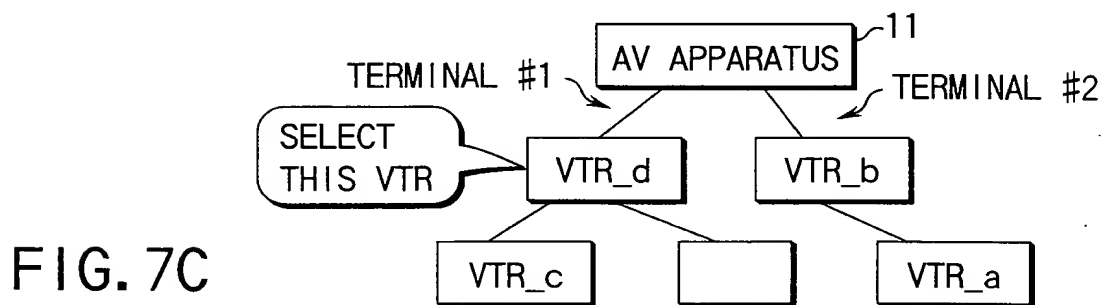 11
AV APPARATUS
TERMINAL #1
TERMINAL #2
SELECT
THIS VTR
VTR_d
VTR_b
VTR_c
VTR_a
FIG. 7C